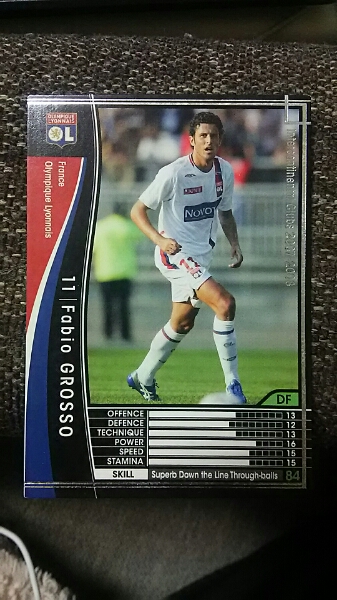 OLYMPIQUE
LYONNAIS
OL
France
Olympique Lyonnais
11 | Fabio GROSSO
NOVOTEL
DF
OFFENCE 13
DEFENCE 12
TECHNIQUE 13
POWER 16
SPEED 15
STAMINA 15
SKILL Superb Down the Line Through-balls 84